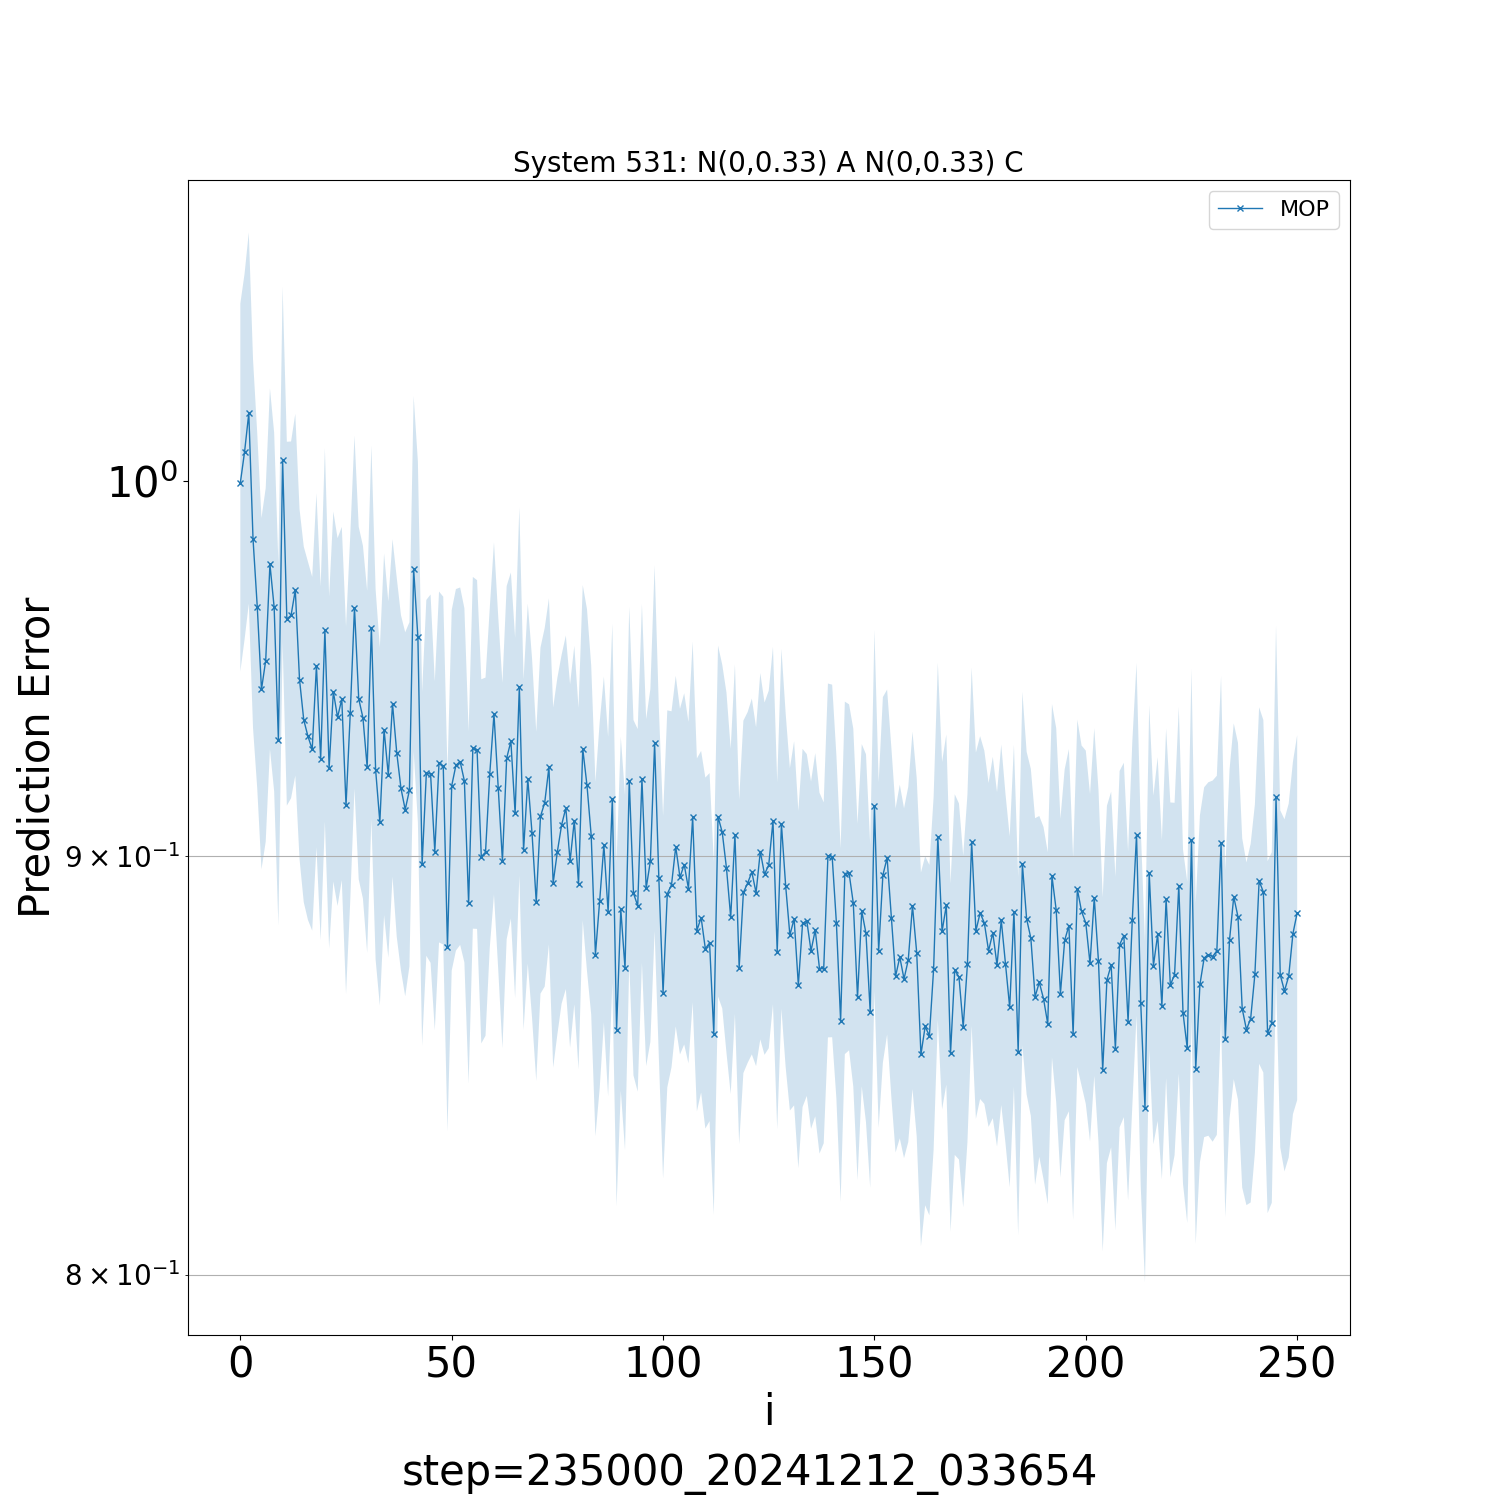 System 531: N(0,0.33) A N(0,0.33) C
MOP
Prediction Error
10⁰
9 × 10⁻¹
8 × 10⁻¹
0 50 100 150 200 250
i
step=235000_20241212_033654